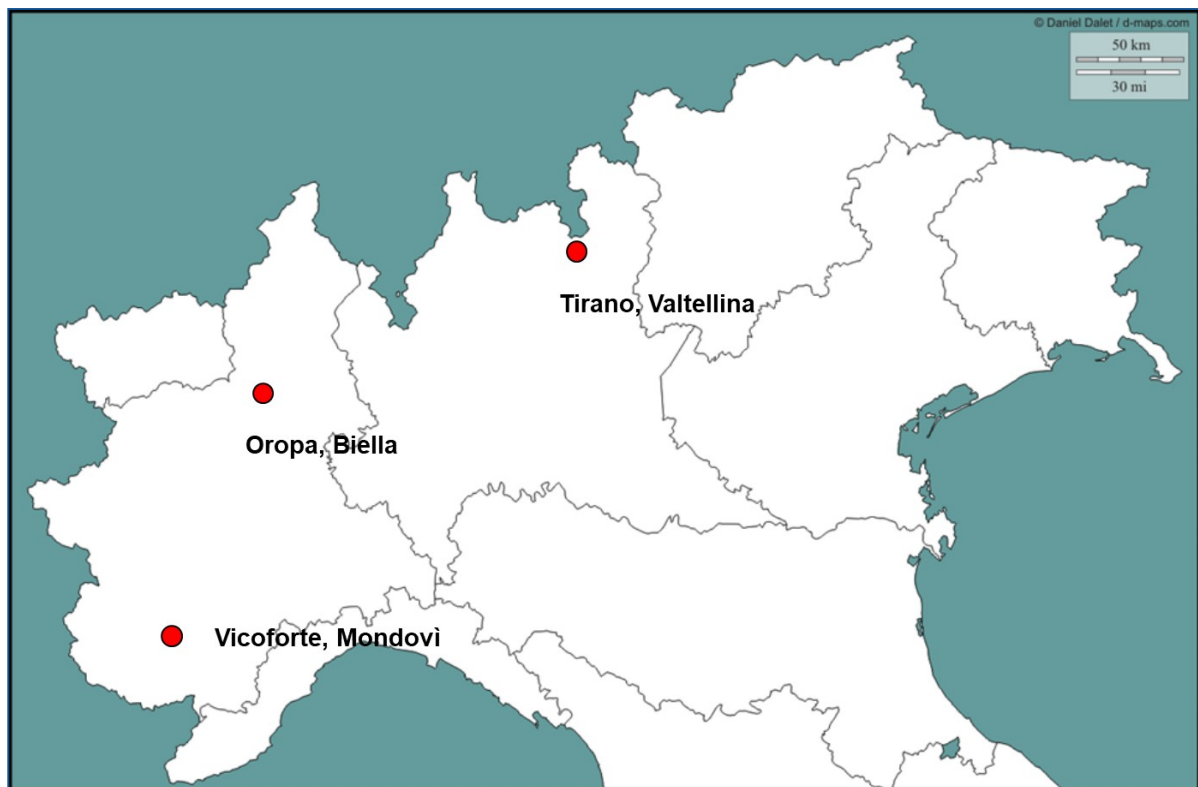 © Daniel Dalet / d-maps.com
50 km
30 mi
Tirano, Valtellina
Oropa, Biella
Vicoforte, Mondovì